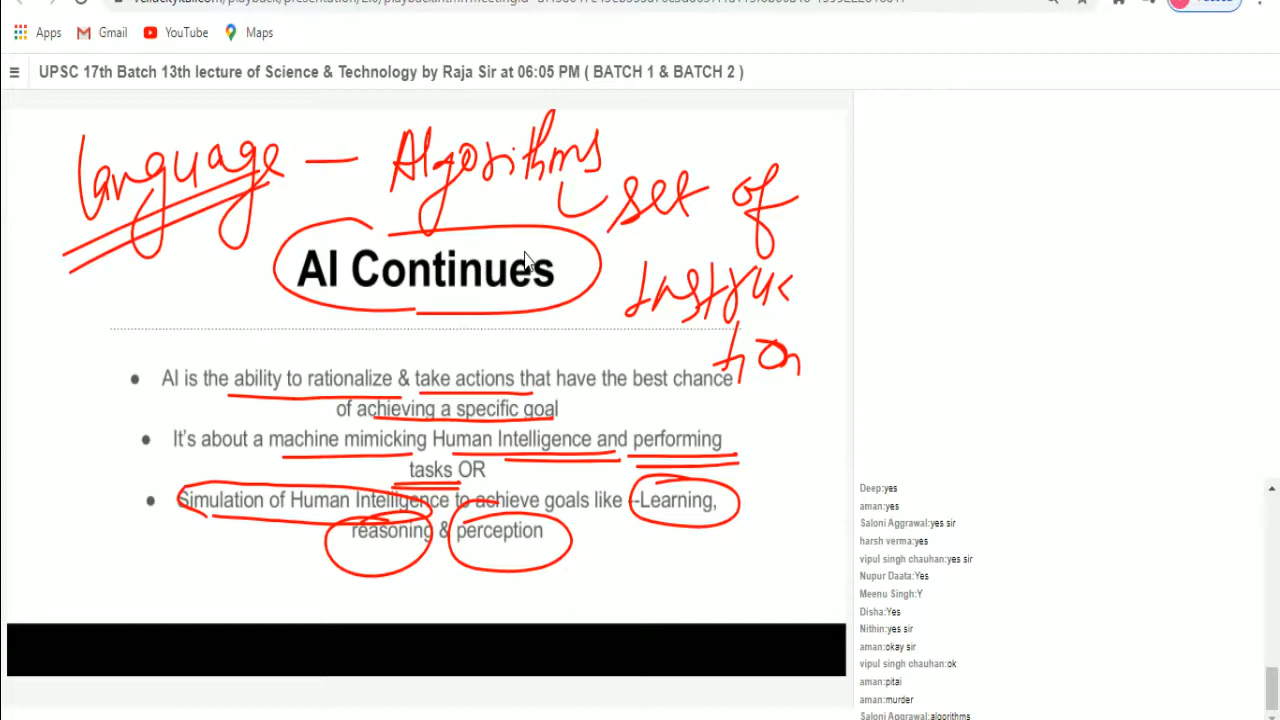 Apps Gmail YouTube Maps
UPSC 17th Batch 13th lecture of Science & Technology by Raja Sir at 06:05 PM ( BATCH 1 & BATCH 2 )
Language — Algorithms
set of
Instruc
tion
AI Continues
AI is the ability to rationalize & take actions that have the best chance
of achieving a specific goal
It's about a machine mimicking Human Intelligence and performing
tasks OR
Simulation of Human Intelligence to achieve goals like --Learning,
reasoning & perception
Deep:yes
aman:yes
Saloni Aggrawal:yes sir
harsh verma:yes
vipul singh chauhan:yes sir
Nupur Daata:Yes
Meenu Singh:Y
Disha:Yes
Nithin:yes sir
aman:okay sir
vipul singh chauhan:ok
aman:pitai
aman:murder
Saloni Aggrawal:algorithms